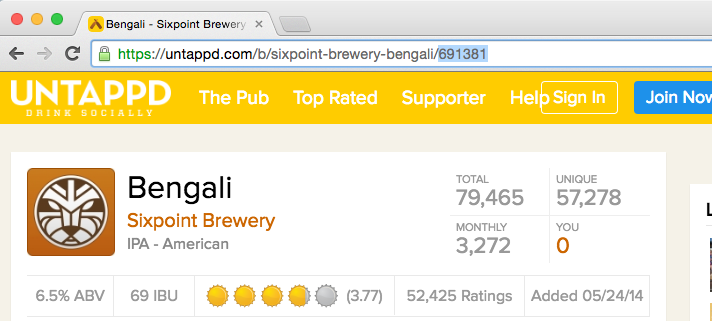 Bengali - Sixpoint Brewery
https://untappd.com/b/sixpoint-brewery-bengali/691381
UNTAPPD
DRINK SOCIALLY
The Pub Top Rated Supporter Help Sign In Join Now
Bengali
Sixpoint Brewery
IPA - American
TOTAL
79,465
UNIQUE
57,278
MONTHLY
3,272
YOU
0
6.5% ABV 69 IBU (3.77) 52,425 Ratings Added 05/24/14
L